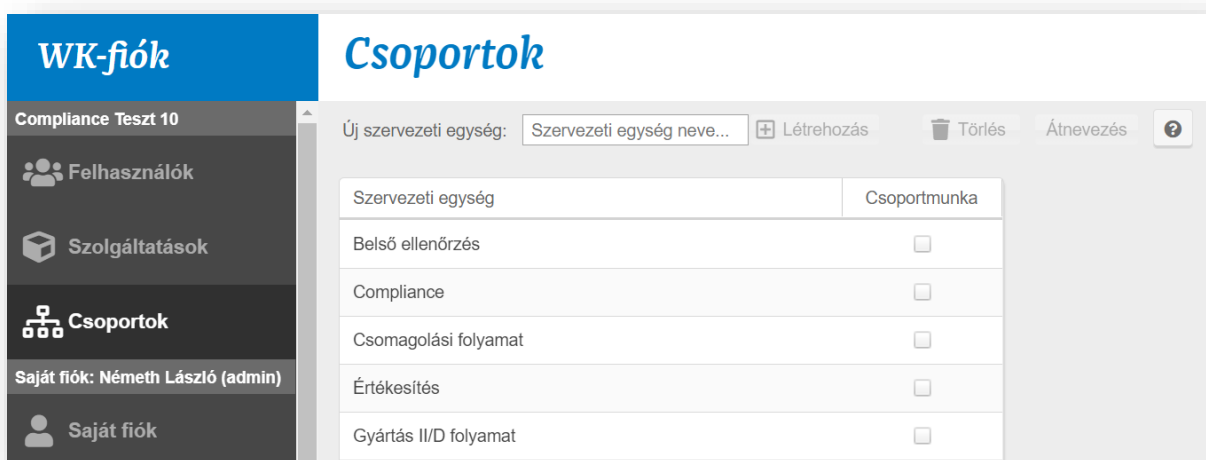 WK-fiók
Csoportok
Compliance Teszt 10
Új szervezeti egység: Szervezeti egység neve... Létrehozás Törlés Átnevezés ?
Felhasználók
Szervezeti egység Csoportmunka
Szolgáltatások
Belső ellenőrzés
Compliance
Csoportok
Csomagolási folyamat
Saját fiók: Németh László (admin)
Értékesítés
Saját fiók
Gyártás II/D folyamat